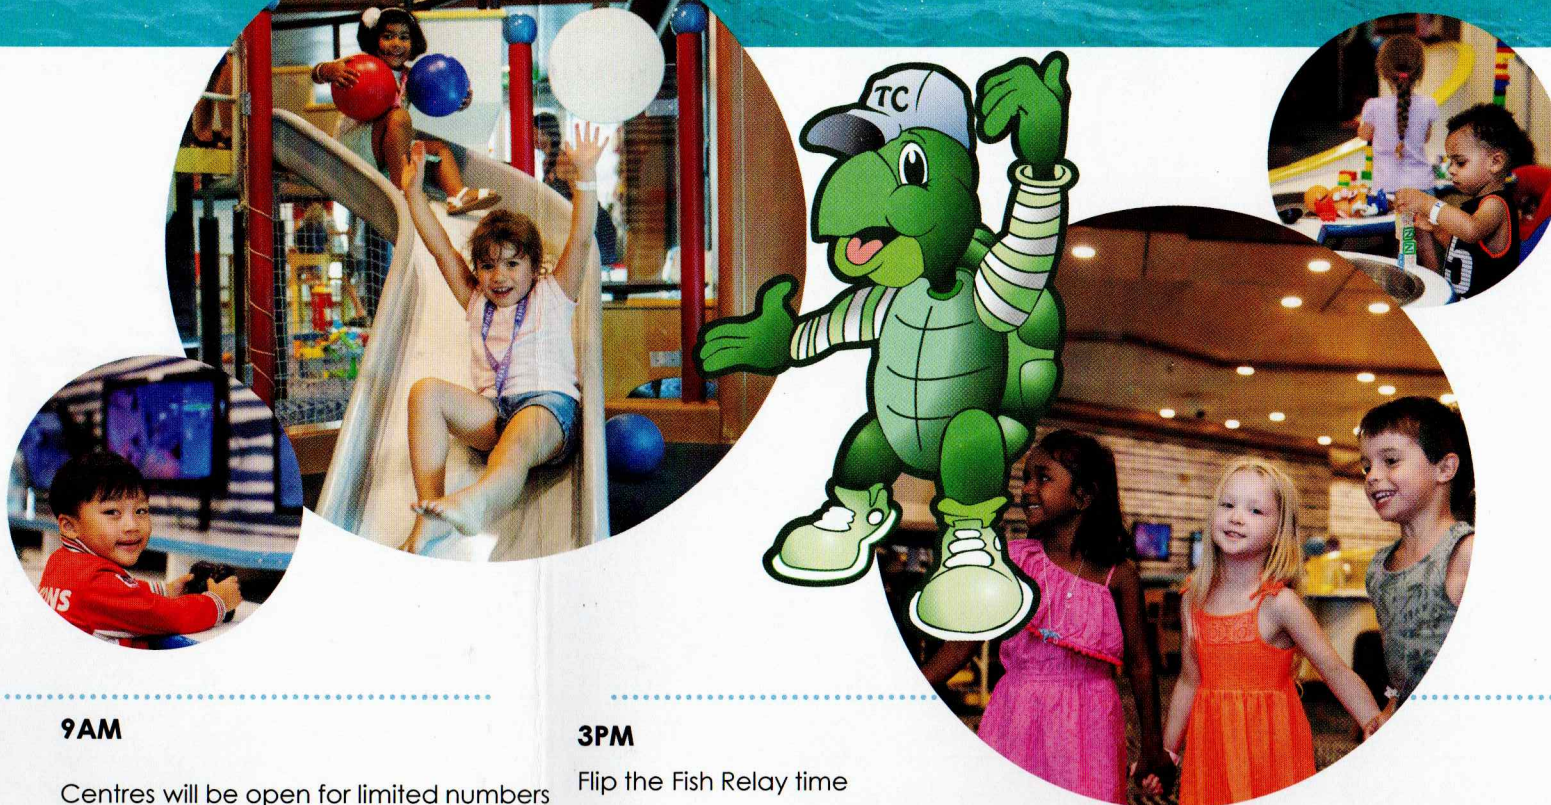 TC
9AM
Centres will be open for limited numbers
3PM
Flip the Fish Relay time